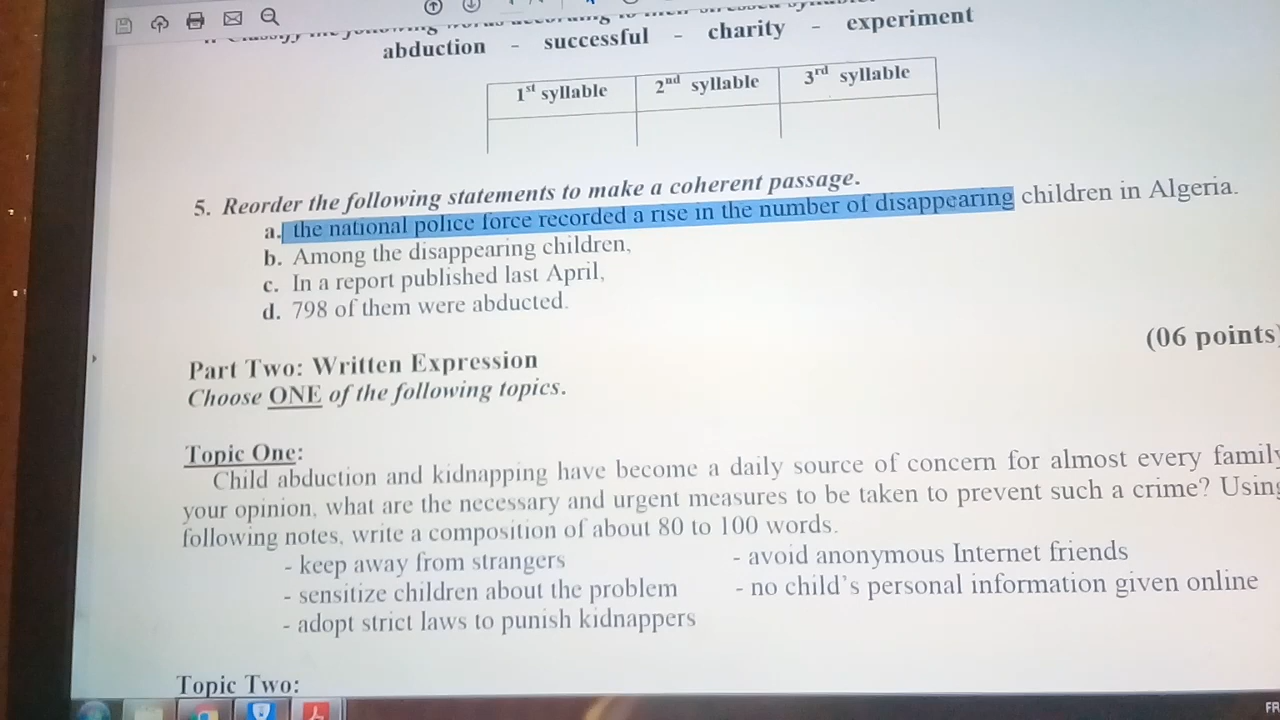 abduction - successful - charity - experiment
1st syllable 2nd syllable 3rd syllable
5. Reorder the following statements to make a coherent passage.
a. the national police force recorded a rise in the number of disappearing children in Algeria.
b. Among the disappearing children,
c. In a report published last April,
d. 798 of them were abducted.
(06 points)
Part Two: Written Expression
Choose ONE of the following topics.
Topic One:
Child abduction and kidnapping have become a daily source of concern for almost every family
your opinion, what are the necessary and urgent measures to be taken to prevent such a crime? Using
following notes, write a composition of about 80 to 100 words.
- keep away from strangers - avoid anonymous Internet friends
- sensitize children about the problem - no child's personal information given online
- adopt strict laws to punish kidnappers
Topic Two:
FR